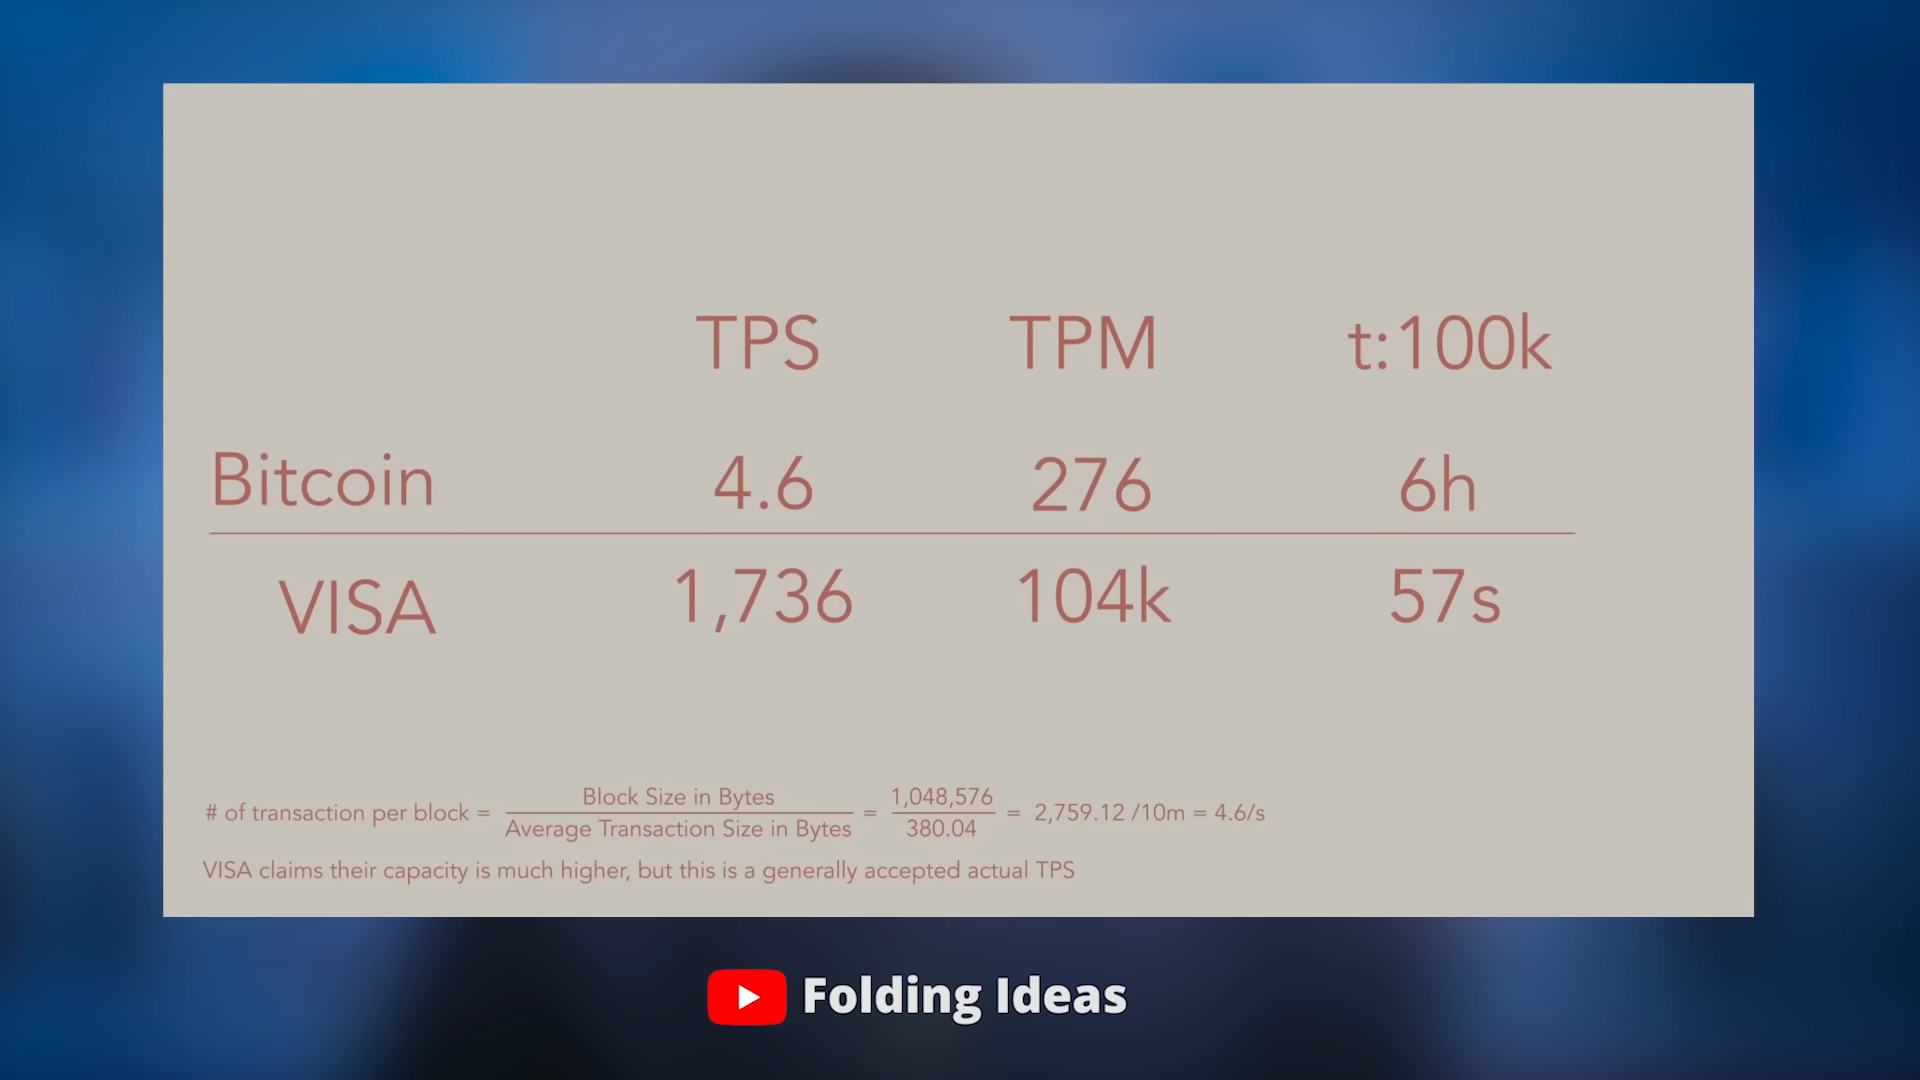 TPS TPM t:100k
Bitcoin 4.6 276 6h
VISA 1,736 104k 57s
# of transaction per block = Block Size in Bytes / Average Transaction Size in Bytes = 1,048,576 / 380.04 = 2,759.12 /10m = 4.6/s
VISA claims their capacity is much higher, but this is a generally accepted actual TPS
Folding Ideas